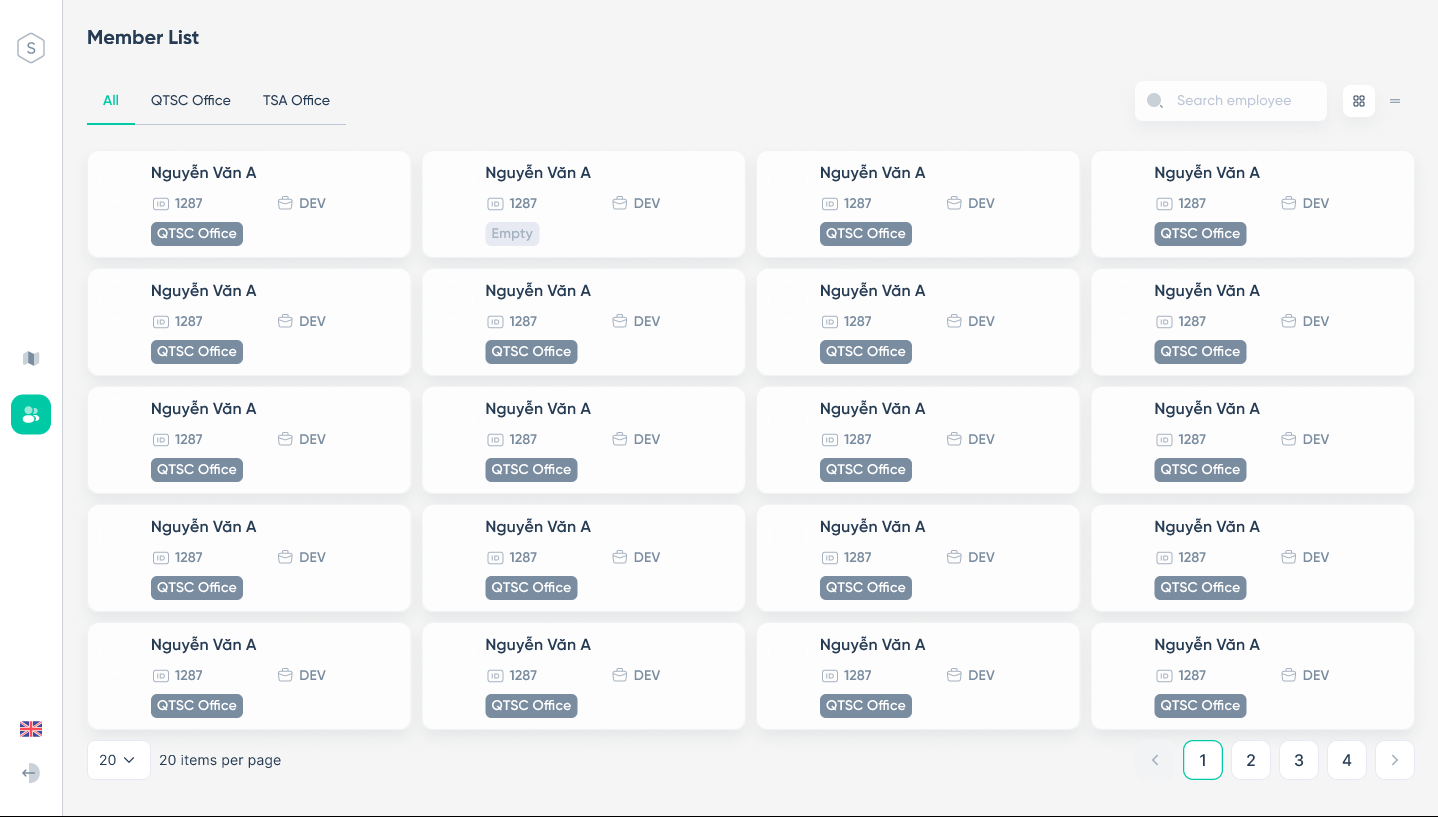 S
Member List
All QTSC Office TSA Office Search employee
Nguyễn Văn A Nguyễn Văn A Nguyễn Văn A Nguyễn Văn A
ID 1287 DEV ID 1287 DEV ID 1287 DEV ID 1287 DEV
QTSC Office Empty QTSC Office QTSC Office
Nguyễn Văn A Nguyễn Văn A Nguyễn Văn A Nguyễn Văn A
ID 1287 DEV ID 1287 DEV ID 1287 DEV ID 1287 DEV
QTSC Office QTSC Office QTSC Office QTSC Office
Nguyễn Văn A Nguyễn Văn A Nguyễn Văn A Nguyễn Văn A
ID 1287 DEV ID 1287 DEV ID 1287 DEV ID 1287 DEV
QTSC Office QTSC Office QTSC Office QTSC Office
Nguyễn Văn A Nguyễn Văn A Nguyễn Văn A Nguyễn Văn A
ID 1287 DEV ID 1287 DEV ID 1287 DEV ID 1287 DEV
QTSC Office QTSC Office QTSC Office QTSC Office
Nguyễn Văn A Nguyễn Văn A Nguyễn Văn A Nguyễn Văn A
ID 1287 DEV ID 1287 DEV ID 1287 DEV ID 1287 DEV
QTSC Office QTSC Office QTSC Office QTSC Office
20 20 items per page 1 2 3 4